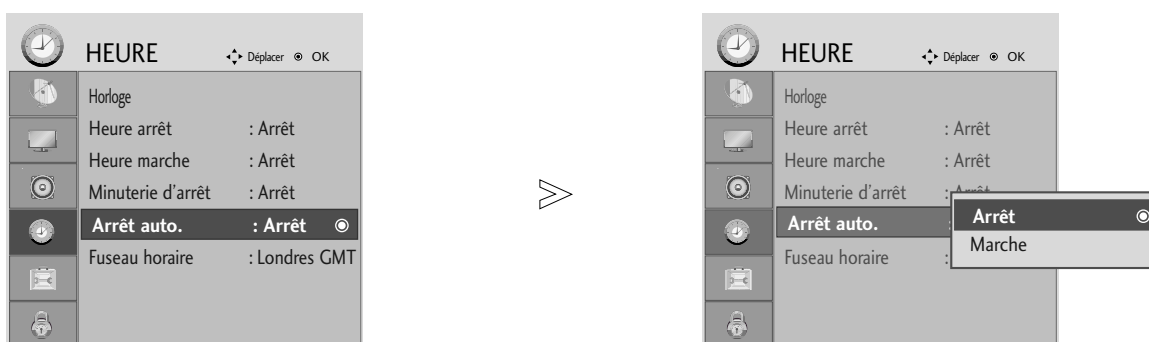 HEURE Déplacer OK
Horloge
Heure arrêt : Arrêt
Heure marche : Arrêt
Minuterie d'arrêt : Arrêt
Arrêt auto. : Arrêt
Fuseau horaire : Londres GMT
>
HEURE Déplacer OK
Horloge
Heure arrêt : Arrêt
Heure marche : Arrêt
Minuterie d'arrêt : Arrêt
Arrêt auto. :
Fuseau horaire :
Arrêt
Marche